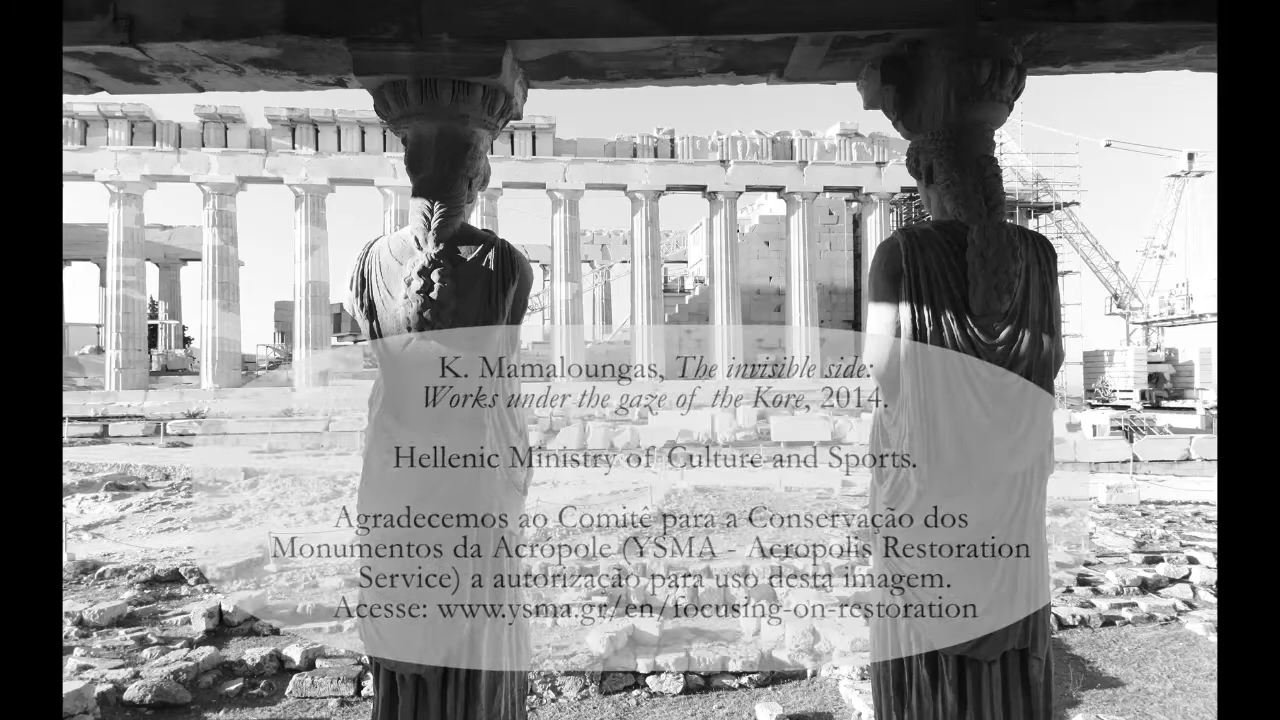 K. Mamaloungas, The invisible side:
Works under the gaze of the Kore, 2014.
Hellenic Ministry of Culture and Sports.
Agradecemos ao Comitê para a Conservação dos
Monumentos da Acrópole (YSMA - Acropolis Restoration
Service) a autorização para uso desta imagem.
Acesse: www.ysma.gr/en/focusing-on-restoration